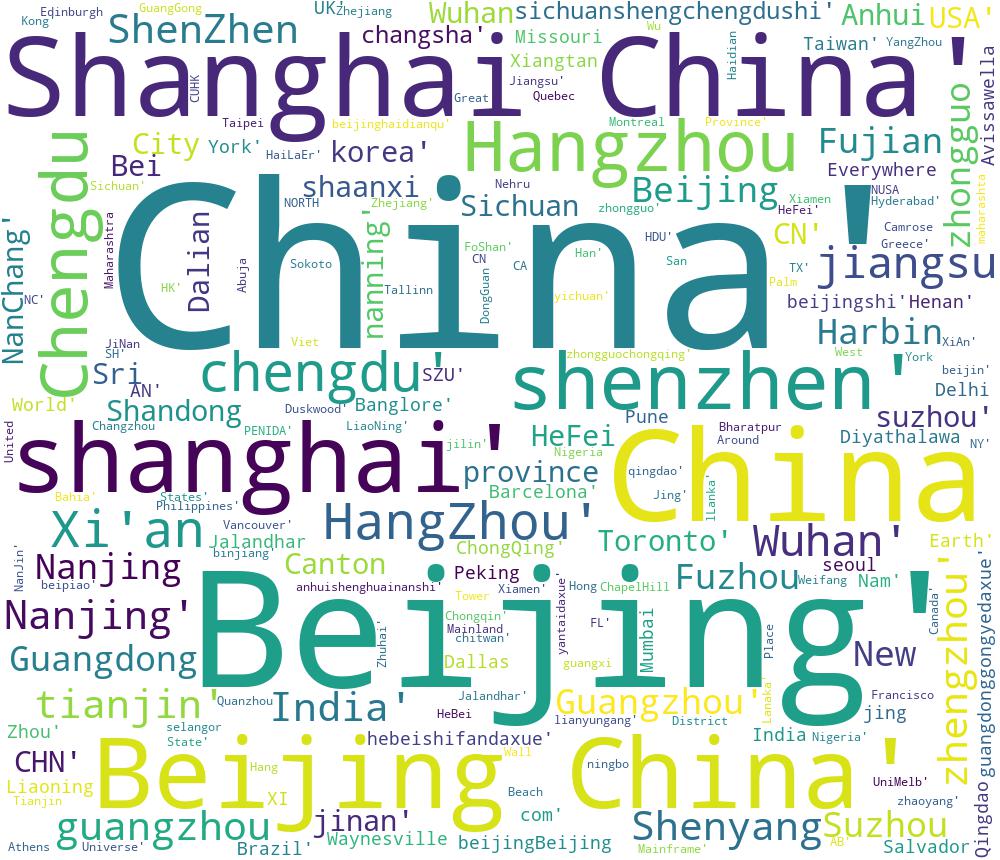 Kong'
Edinburgh
GuangGong
UK'
Zhejiang'
Wuhan
sichuanshengchengdushi'
Anhui
USA'
ShenZhen
changsha'
Missouri
Wu
Taiwan'
YangZhou
Shanghai China'
Xiangtan
Haidian
CUHK
Jiangsu'
Great
Quebec
Avissawella
zhongguo
Chengdu
City
York'
Taipei
beijinghaidianqu'
Montreal
Province'
Hangzhou
Fujian
Bei
HaiLaEr'
korea'
Everywhere
Sichuan'
shaanxi
Nehru
Beijing
Xiamen
NUSA
Hyderabad'
maharashta
NORTH
Zhejiang'
Sichuan
zhongguo'
HeFei'
Camrose
NanChang'
Maharashtra
Dalian
nanning'
China'
FoShan'
Han'
HDU'
San
CN'
Greece'
jiangsu
Abuja
Sokoto
CN
CA
TX'
Palm
HK'
Tallinn
DongGuan
yichuan'
beijingshi'
Henan'
NC'
Harbin
XiAn'
JiNan
SH'
Viet
zhongguochongqing'
West
York
Sri
AN'
chengdu'
SZU'
shenzhen'
beijin'
Delhi
World'
Shandong
Duskwood'
Banglore'
Pune
suzhou'
Changzhou
PENIDA'
LiaoNing'
HeFei
Bharatpur
Around
Diyathalawa
NY'
United
shanghai'
jilin'
Nigeria
China
province
qingdao'
Bahia'
States'
Philippines'
Barcelona'
Jing'
lLanka'
Xi'an
Vancouver'
HangZhou'
Jalandhar
binjiang'
ChongQing'
Toronto'
Wuhan'
Earth'
NanJin'
Nanjing
beipiao'
Canton
Peking
seoul
Fuzhou
Weifang
Nam'
anhuishenghuainanshi'
Xiamen'
Hong
ChapelHill
Nanjing'
Beijing'
Tower
Chongqin'
Mainland
chitwan'
yantaidaxue'
FL'
Mumbai
Place
Canada'
zhengzhou'
guangdonggongyedaxue'
Guangdong
Zhuhai'
Dallas
guangxi
New
tianjin'
Quanzhou
India'
Jalandhar'
HeBei
Guangzhou'
lianyungang'
District
Lanaka'
Francisco
jing
Zhou'
selangor
State'
hebeishifandaxue'
India
Nigeria'
CHN'
Beijing China'
Wall
Liaoning
Tianjin
Hang
XI
ningbo
UniMelb'
Beach
zhaoyang'
Qingdao
guangzhou
jinan'
com'
Shenyang
Suzhou
Athens
Universe'
Brazil'
Waynesville
beijingBeijing
Mainframe'
AB'
Salvador